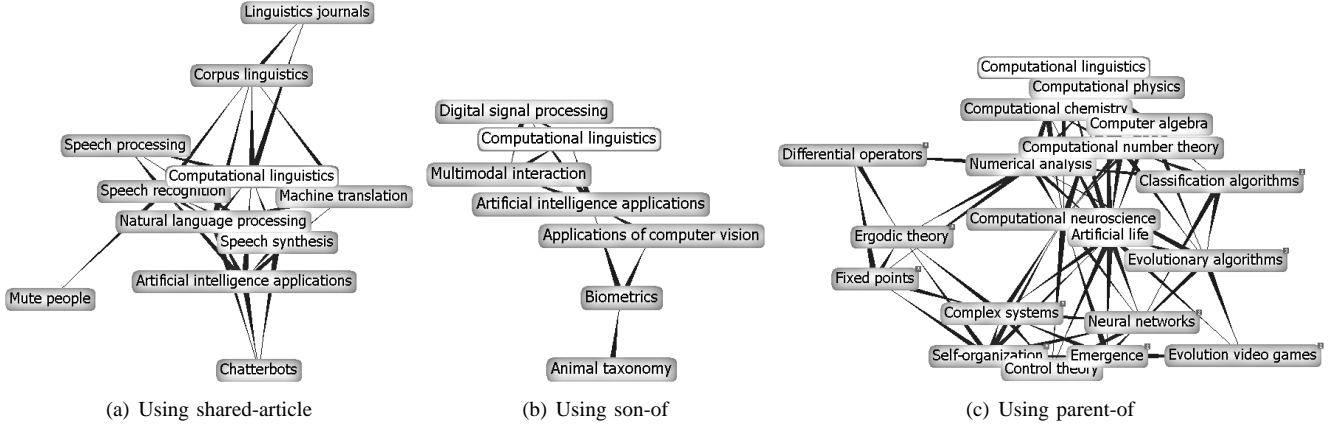 Linguistics journals
Corpus linguistics
Speech processing
Computational linguistics
Speech recognition
Machine translation
Natural language processing
Speech synthesis
Artificial intelligence applications
Mute people
Chatterbots
(a) Using shared-article
Digital signal processing
Computational linguistics
Multimodal interaction
Artificial intelligence applications
Applications of computer vision
Biometrics
Animal taxonomy
(b) Using son-of
Computational linguistics
Computational physics
Computational chemistry
Computer algebra
Computational number theory
Differential operators
Numerical analysis
Classification algorithms
Computational neuroscience
Artificial life
Ergodic theory
Evolutionary algorithms
Fixed points
Complex systems
Neural networks
Self-organization
Emergence
Evolution video games
Control theory
(c) Using parent-of